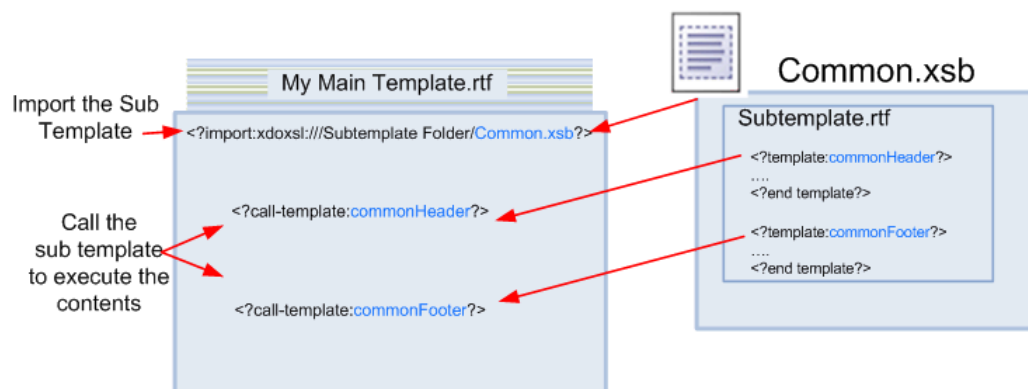 My Main Template.rtf
Import the Sub
Template
<?import:xdoxsl:///Subtemplate Folder/Common.xsb?>
<?call-template:commonHeader?>
Call the
sub template
to execute the
contents
<?call-template:commonFooter?>
Common.xsb
Subtemplate.rtf
<?template:commonHeader?>
....
<?end template?>
<?template:commonFooter?>
....
<?end template?>